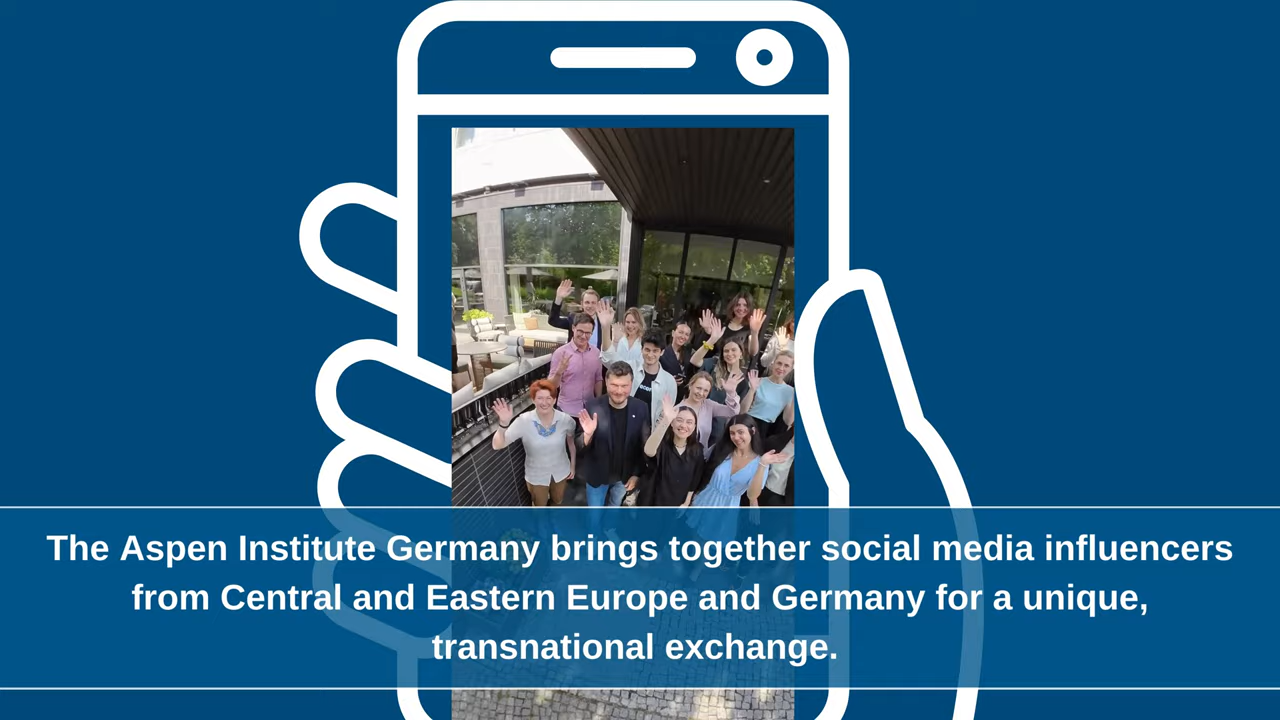 The Aspen Institute Germany brings together social media influencers
from Central and Eastern Europe and Germany for a unique,
transnational exchange.